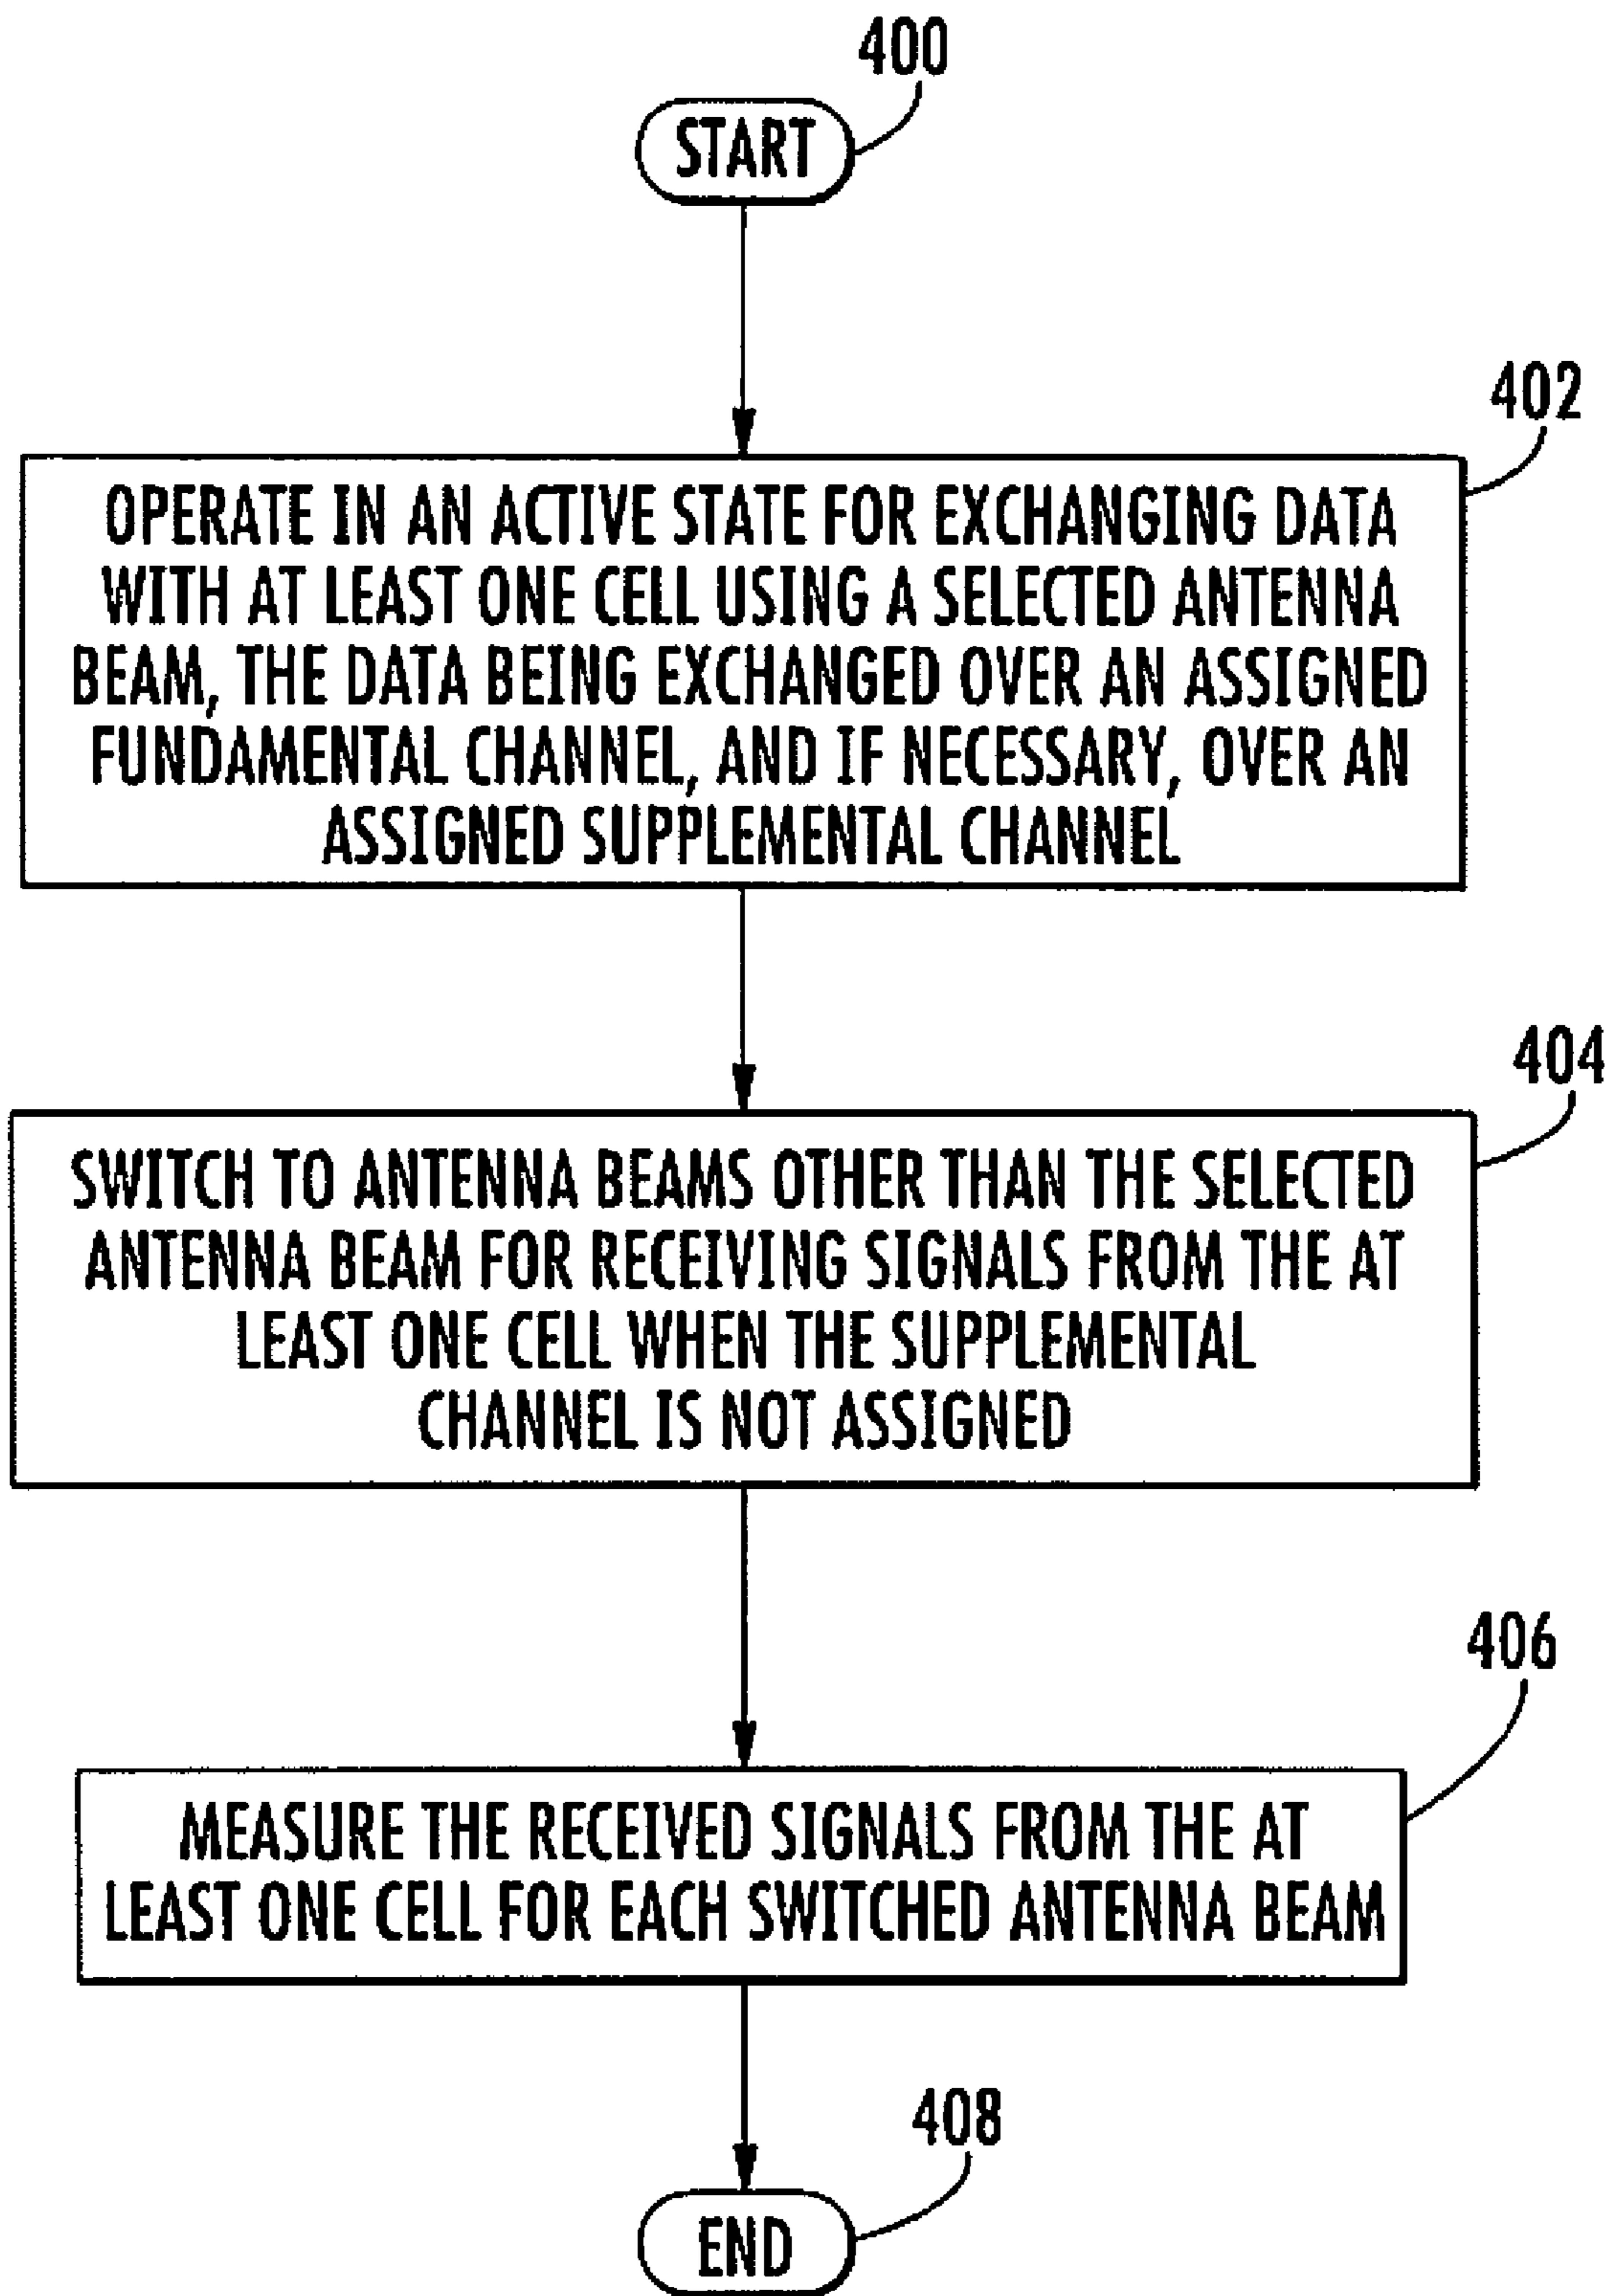 400
START
402
OPERATE IN AN ACTIVE STATE FOR EXCHANGING DATA
WITH AT LEAST ONE CELL USING A SELECTED ANTENNA
BEAM, THE DATA BEING EXCHANGED OVER AN ASSIGNED
FUNDAMENTAL CHANNEL, AND IF NECESSARY, OVER AN
ASSIGNED SUPPLEMENTAL CHANNEL
404
SWITCH TO ANTENNA BEAMS OTHER THAN THE SELECTED
ANTENNA BEAM FOR RECEIVING SIGNALS FROM THE AT
LEAST ONE CELL WHEN THE SUPPLEMENTAL
CHANNEL IS NOT ASSIGNED
406
MEASURE THE RECEIVED SIGNALS FROM THE AT
LEAST ONE CELL FOR EACH SWITCHED ANTENNA BEAM
408
END